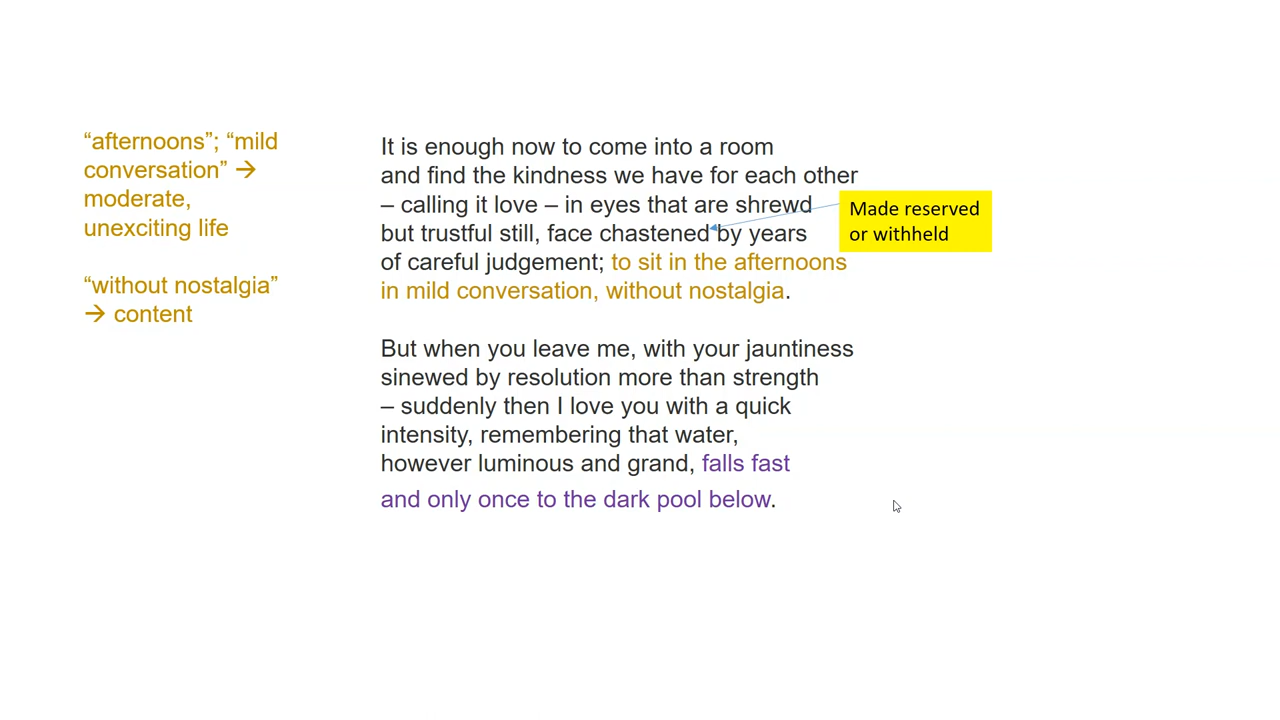 “afternoons”; “mild
conversation” →
moderate,
unexciting life
“without nostalgia”
→ content
It is enough now to come into a room
and find the kindness we have for each other
– calling it love – in eyes that are shrewd
but trustful still, face chastened by years
of careful judgement; to sit in the afternoons
in mild conversation, without nostalgia.
But when you leave me, with your jauntiness
sinewed by resolution more than strength
– suddenly then I love you with a quick
intensity, remembering that water,
however luminous and grand, falls fast
and only once to the dark pool below.
Made reserved
or withheld